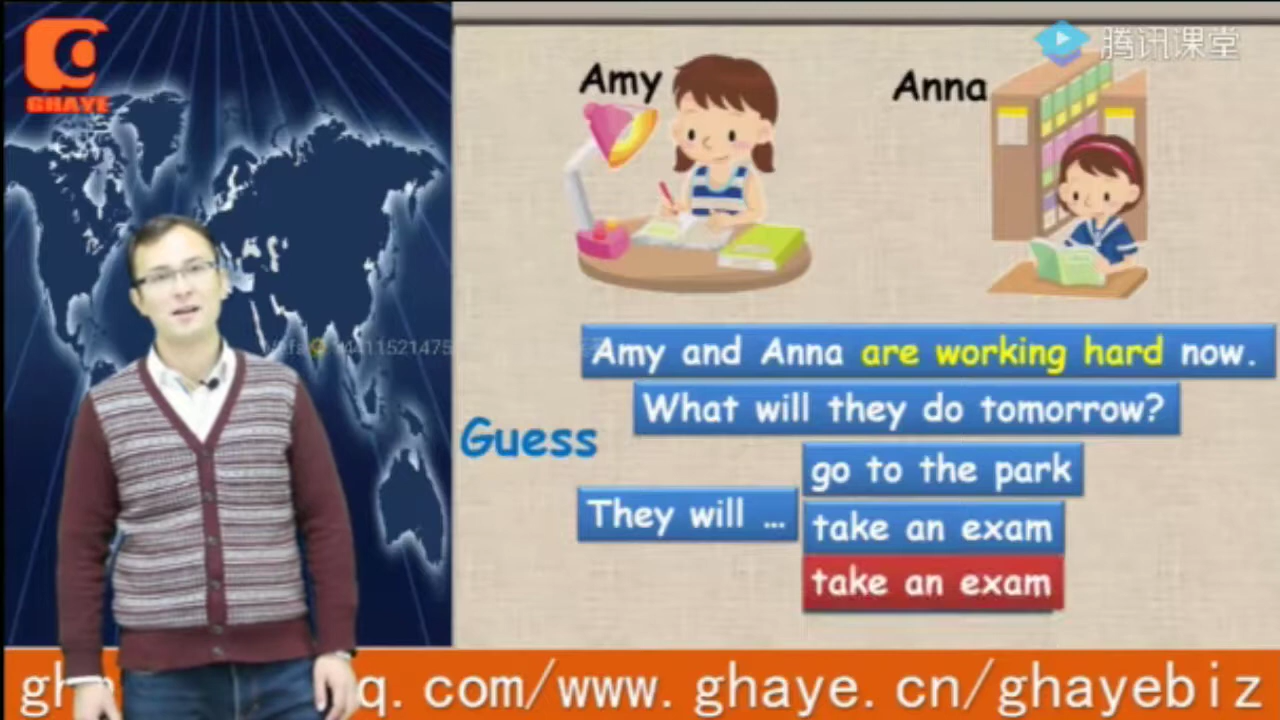 GHAYE
腾讯课堂
Amy
Anna
Amy and Anna are working hard now.
What will they do tomorrow?
Guess
go to the park
They will ...
take an exam
take an exam
q. com/www. ghaye. cn/ghayebiz